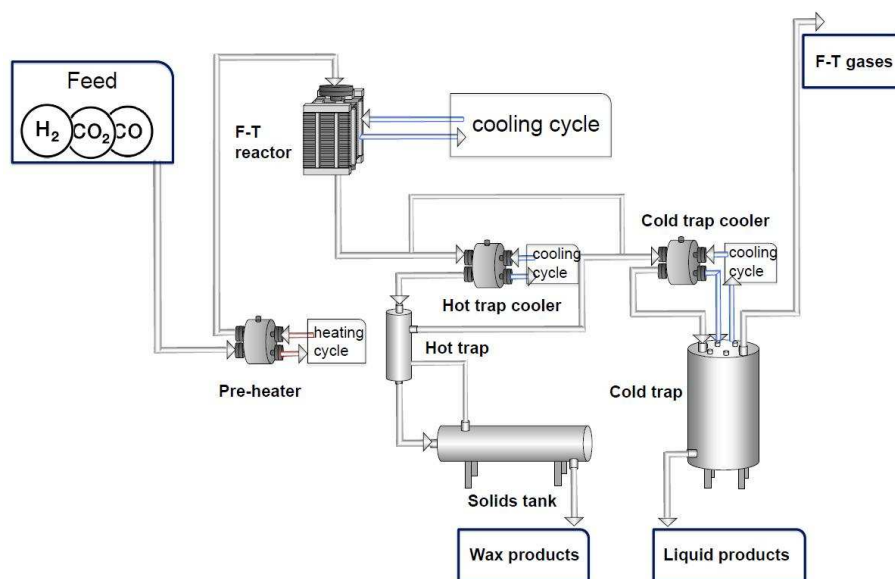 Feed
H2 CO2 CO
F-T
reactor
cooling cycle
F-T gases
Cold trap cooler
cooling
cycle
cooling
cycle
Hot trap cooler
heating
cycle
Hot trap
Pre-heater
Cold trap
Solids tank
Wax products
Liquid products